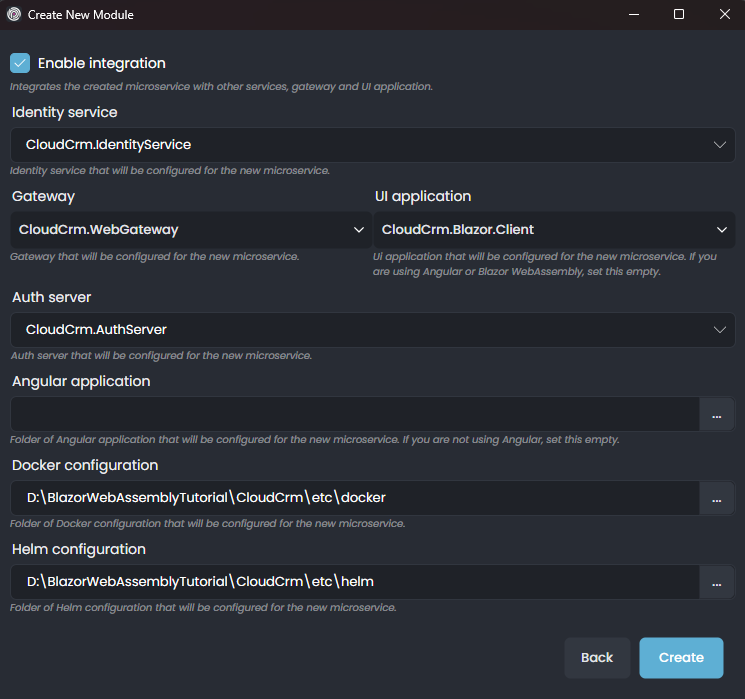 Create New Module
Enable integration
Integrates the created microservice with other services, gateway and UI application.
Identity service
CloudCrm.IdentityService
Identity service that will be configured for the new microservice.
Gateway
UI application
CloudCrm.WebGateway
CloudCrm.Blazor.Client
Gateway that will be configured for the new microservice.
Ui application that will be configured for the new microservice. If you
are using Angular or Blazor WebAssembly, set this empty.
Auth server
CloudCrm.AuthServer
Auth server that will be configured for the new microservice.
Angular application
...
Folder of Angular application that will be configured for the new microservice. If you are not using Angular, set this empty.
Docker configuration
D:\BlazorWebAssemblyTutorial\CloudCrm\etc\docker
...
Folder of Docker configuration that will be configured for the new microservice.
Helm configuration
D:\BlazorWebAssemblyTutorial\CloudCrm\etc\helm
...
Folder of Helm configuration that will be configured for the new microservice.
Back
Create